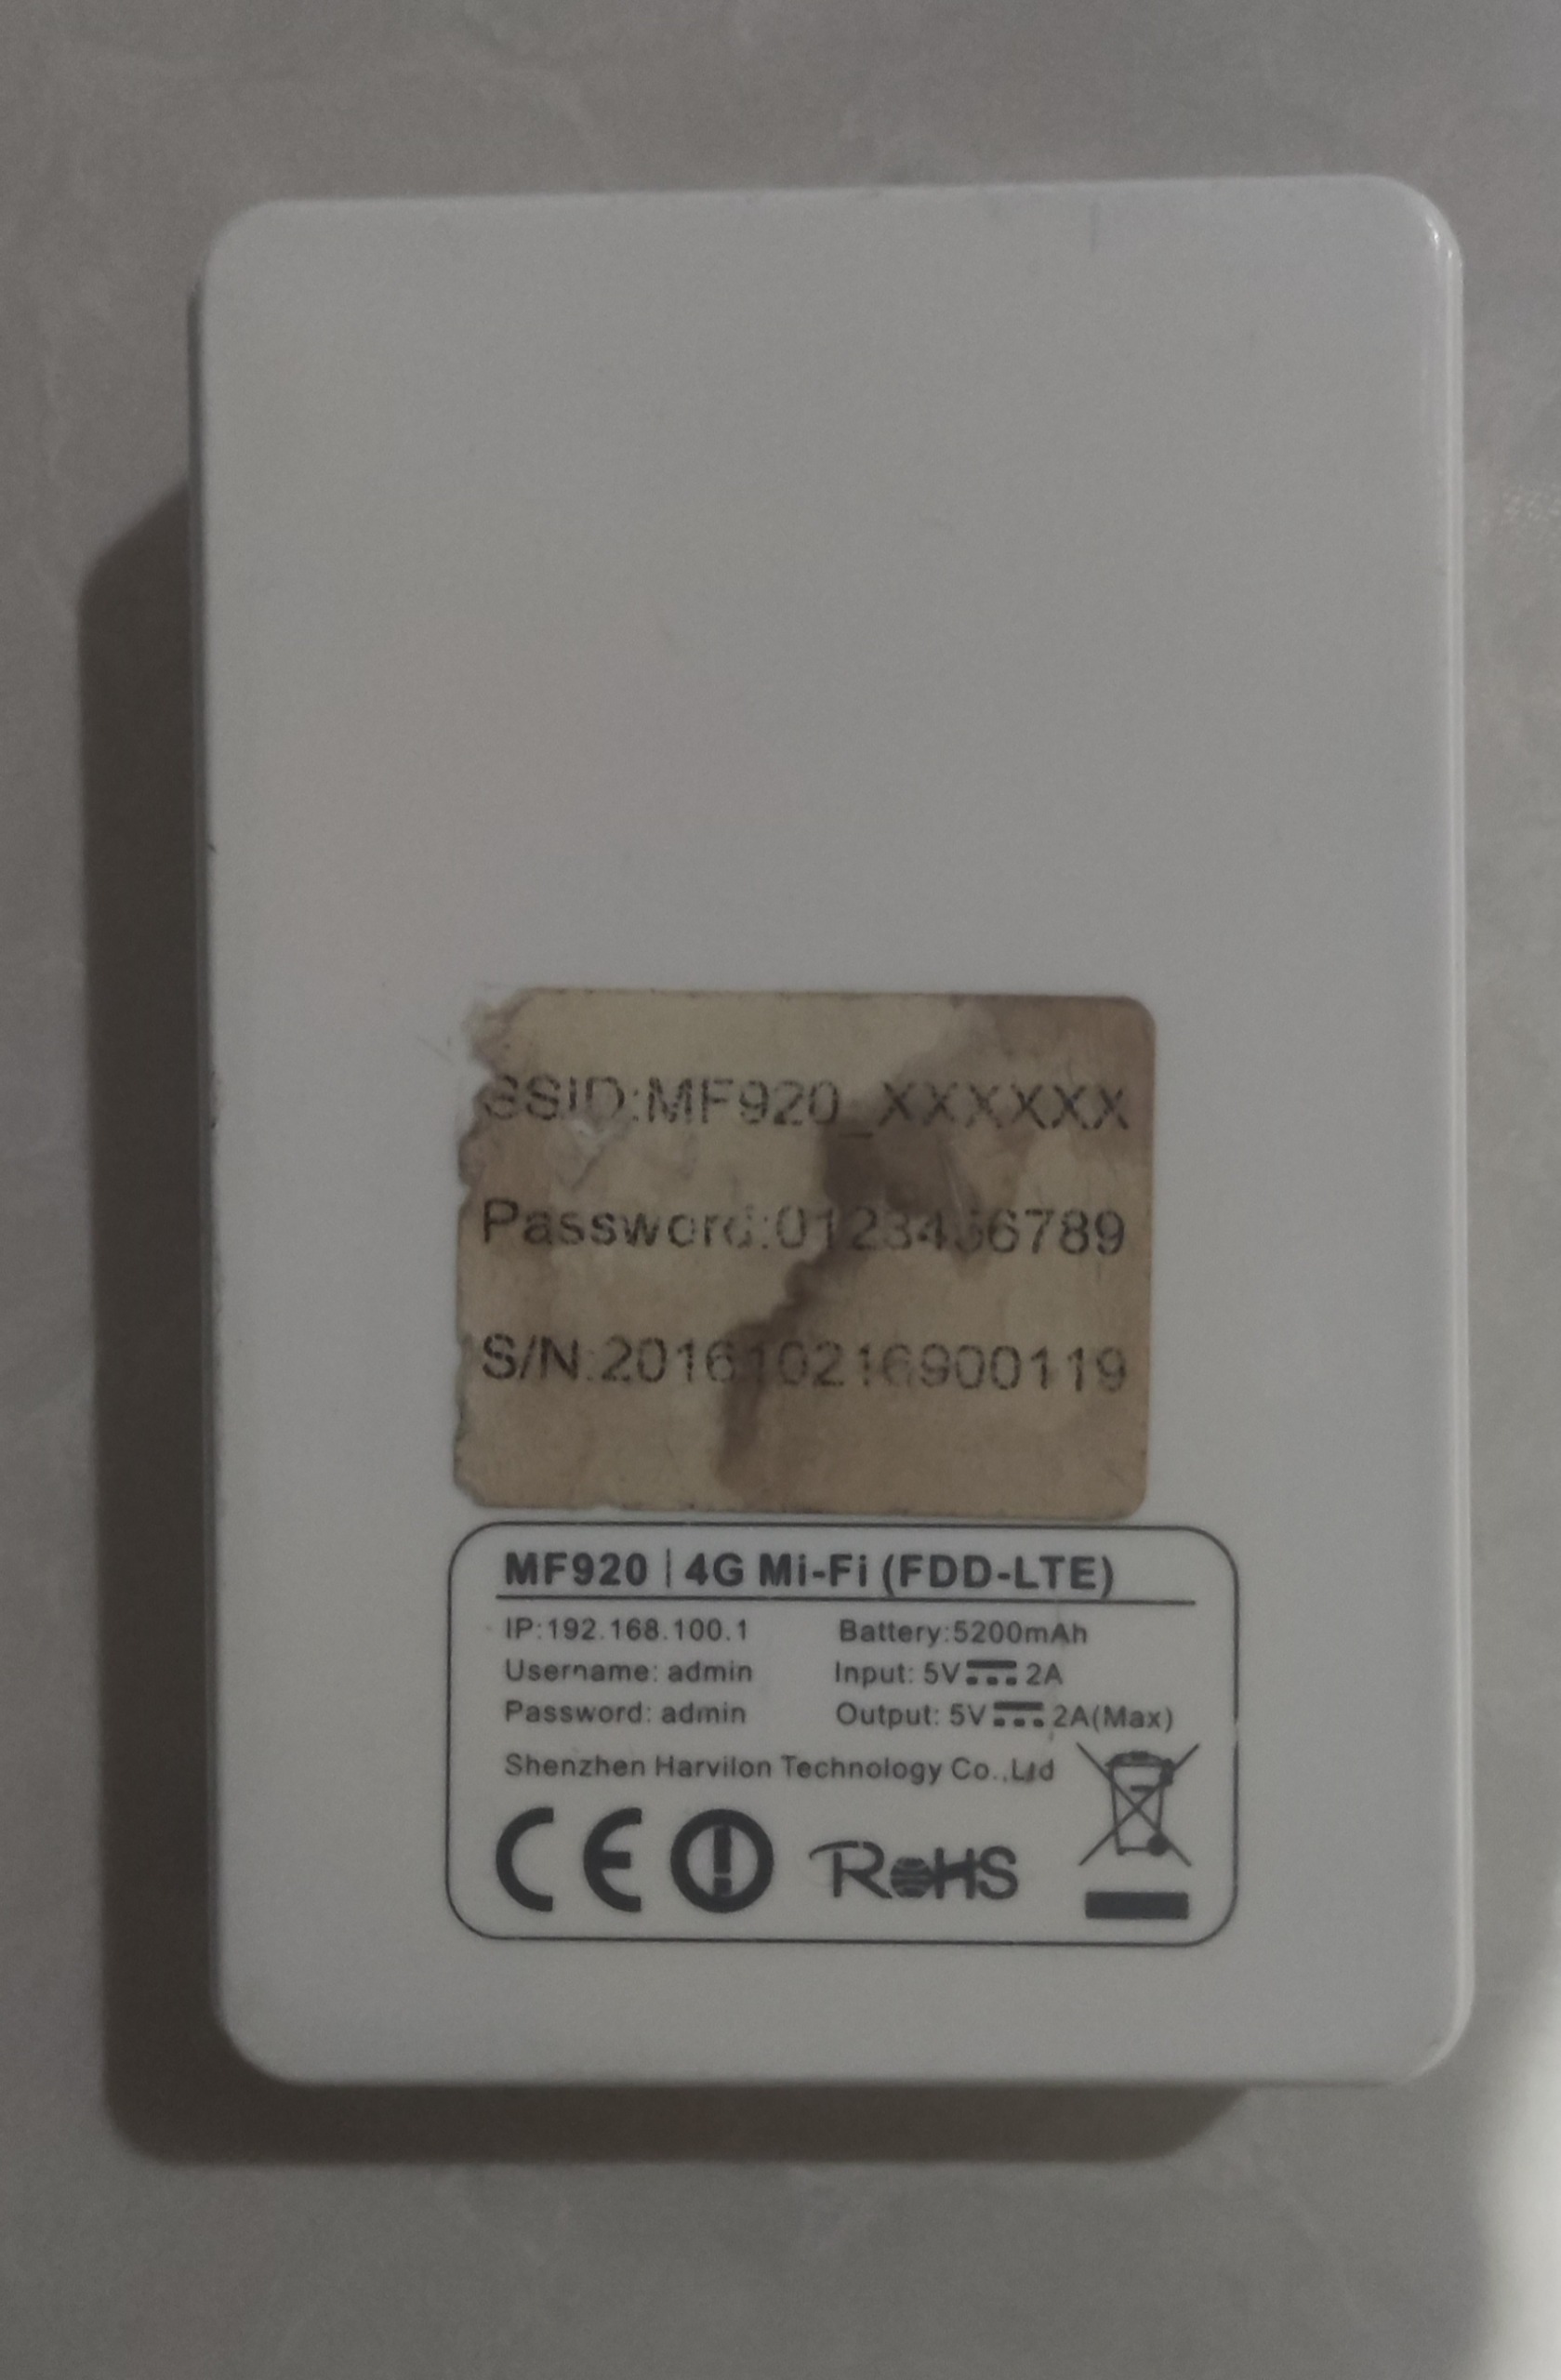 SSID:MF920_XXXXXX
Password:0123456789
S/N:201610216900119
MF920 | 4G Mi-Fi (FDD-LTE)
IP:192.168.100.1 Battery:5200mAh
Username: admin Input: 5V⎓2A
Password: admin Output: 5V⎓2A(Max)
Shenzhen Harvilon Technology Co.,Ltd
CE RoHS